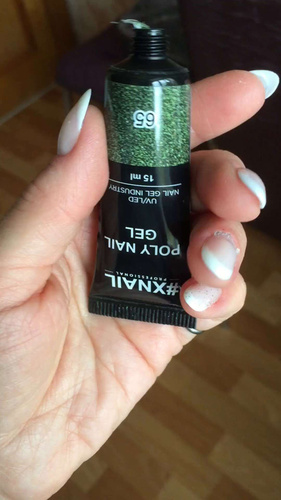 #XNAIL
PROFESSIONAL
POLY NAIL
GEL
UV/LED
NAIL GEL INDUSTRY
15 ml
65